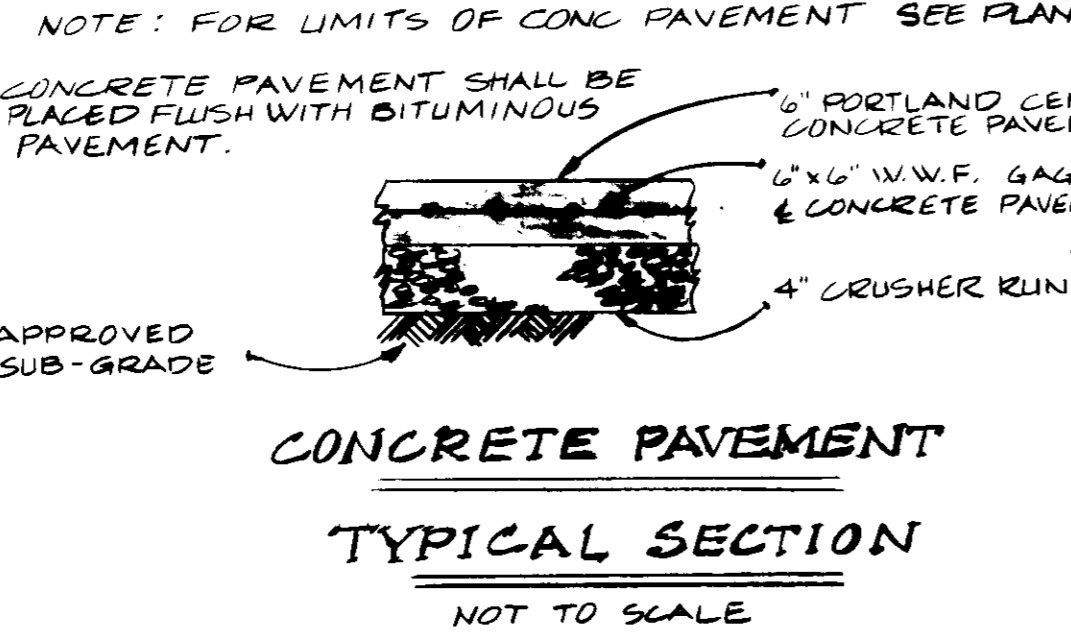 NOTE: FOR LIMITS OF CONC PAVEMENT SEE PLAN
CONCRETE PAVEMENT SHALL BE
PLACED FLUSH WITH BITUMINOUS
PAVEMENT.
6" PORTLAND CE
CONCRETE PAVE
6"x6" W.W.F. GAG
℄ CONCRETE PAVE
4" CRUSHER RUN
APPROVED
SUB-GRADE
CONCRETE PAVEMENT
TYPICAL SECTION
NOT TO SCALE